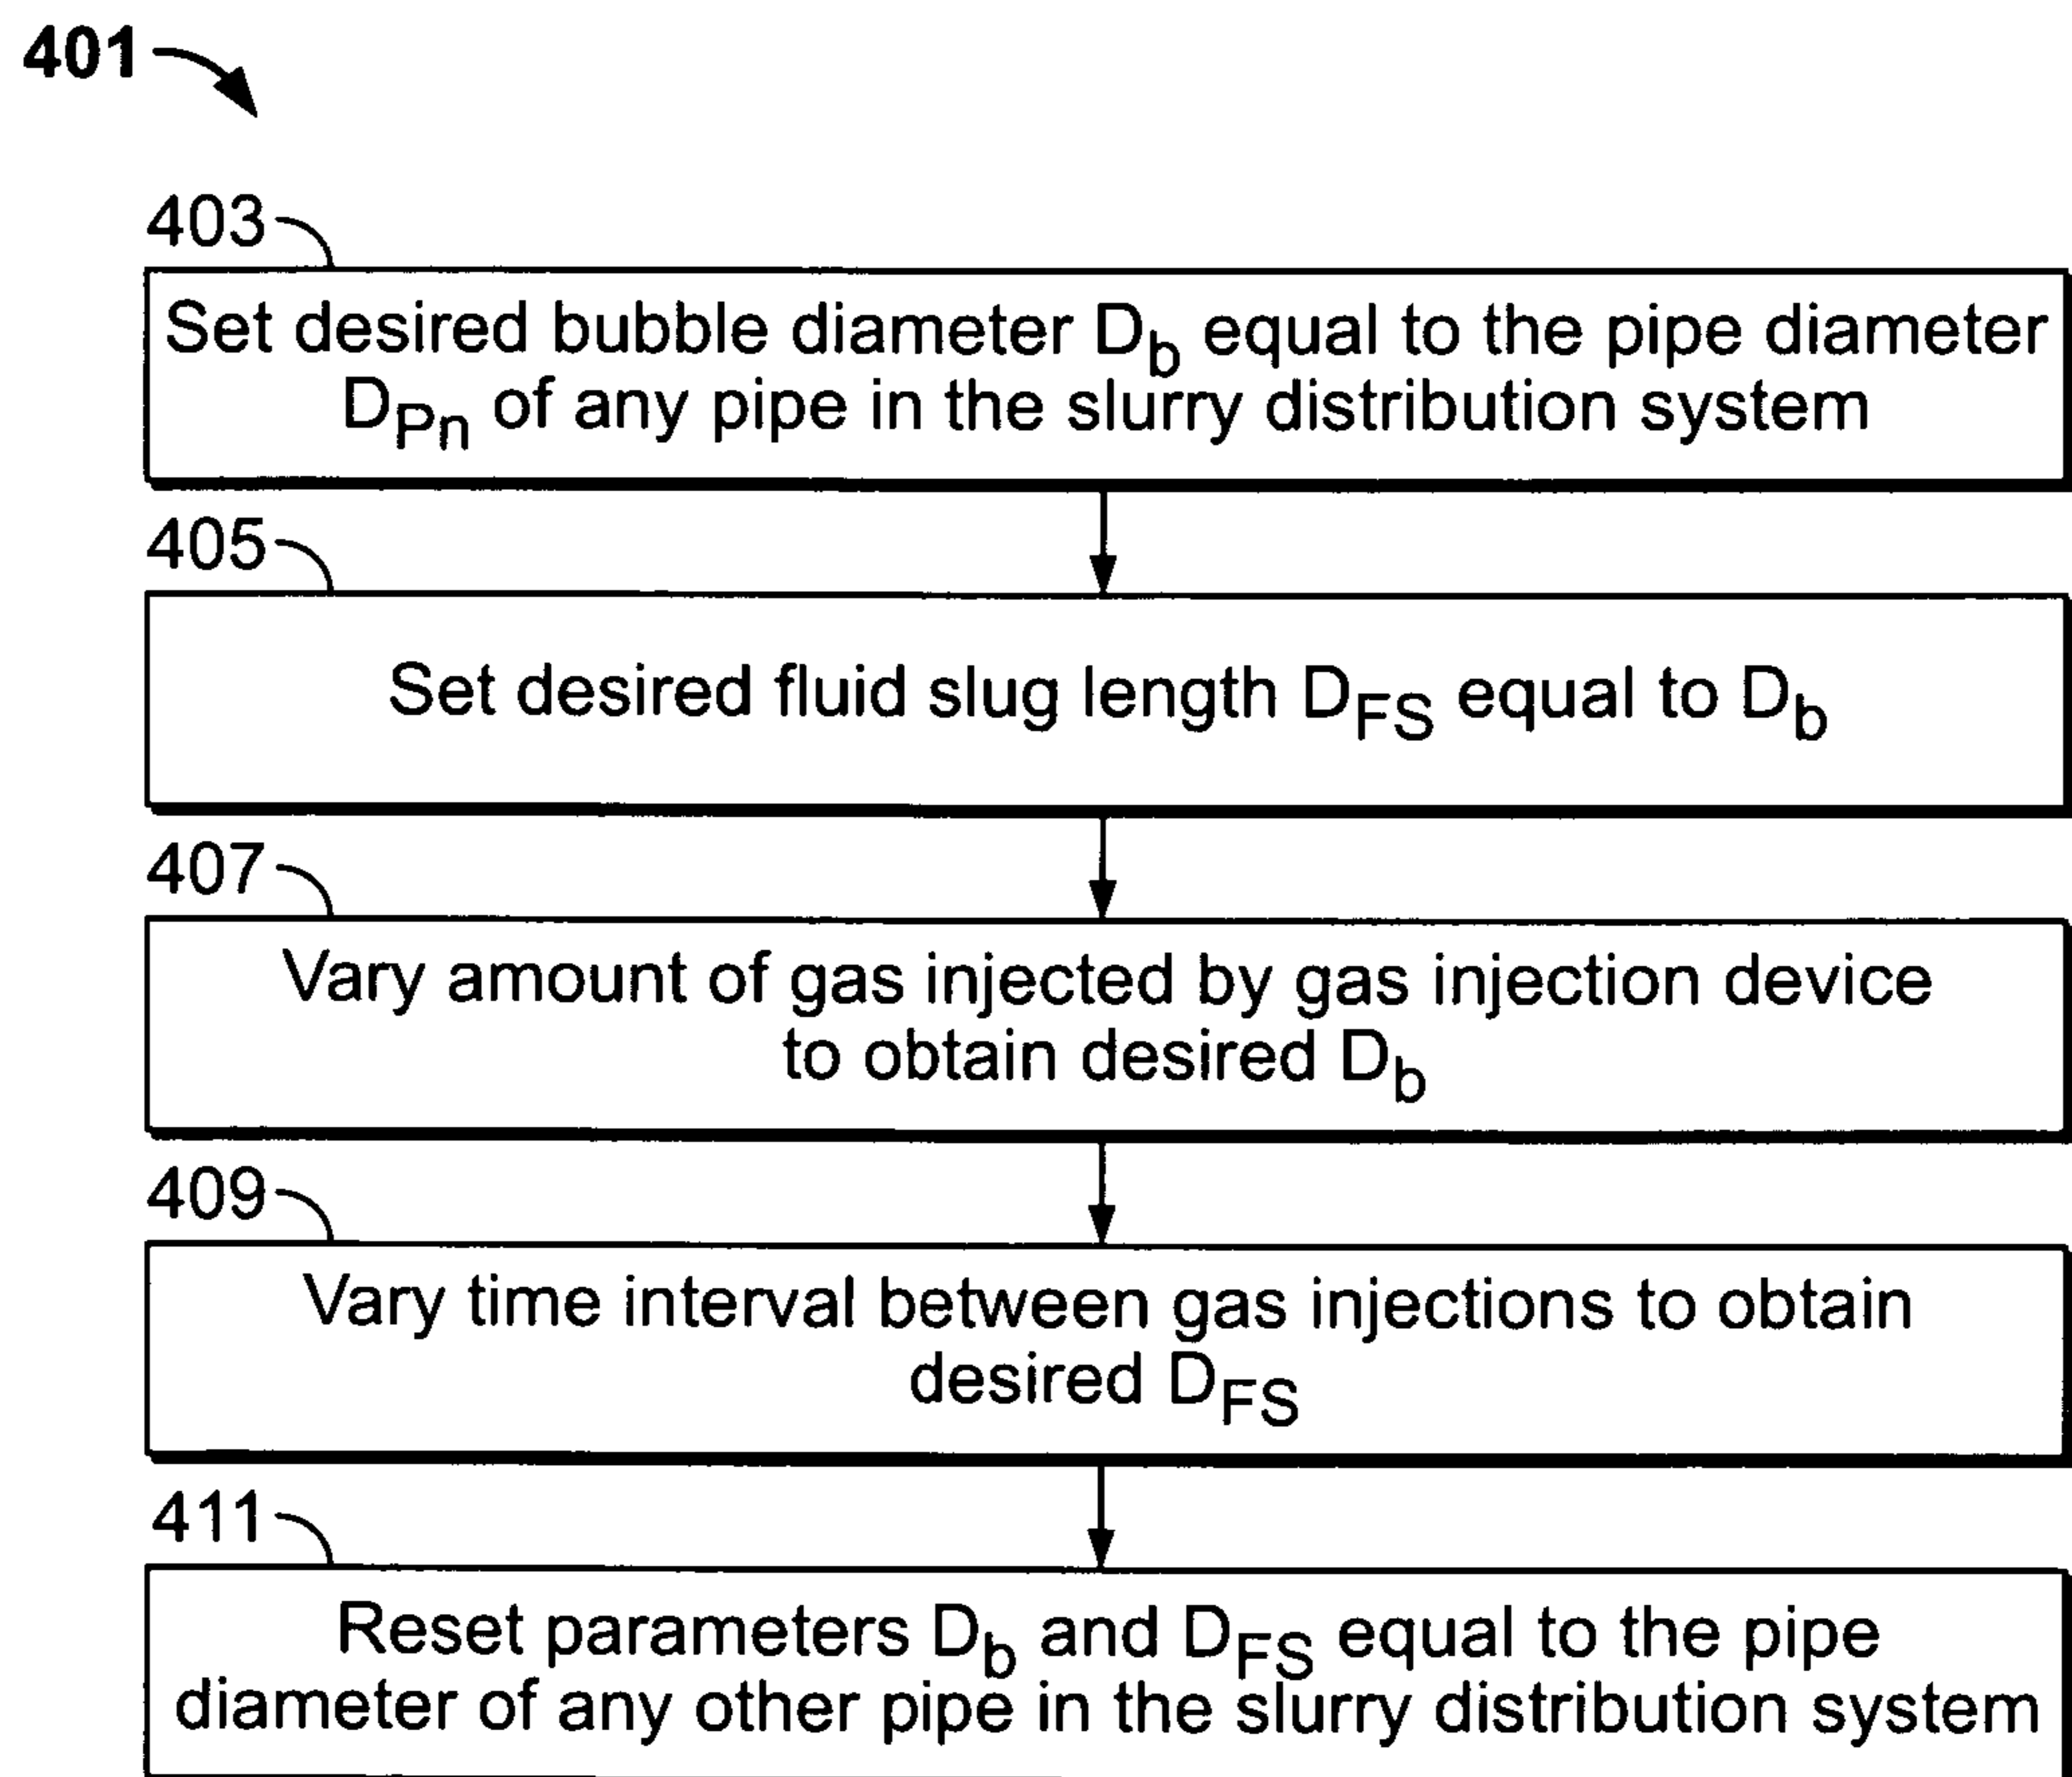 401
403
Set desired bubble diameter Db equal to the pipe diameter
DPn of any pipe in the slurry distribution system
405
Set desired fluid slug length DFS equal to Db
407
Vary amount of gas injected by gas injection device
to obtain desired Db
409
Vary time interval between gas injections to obtain
desired DFS
411
Reset parameters Db and DFS equal to the pipe
diameter of any other pipe in the slurry distribution system